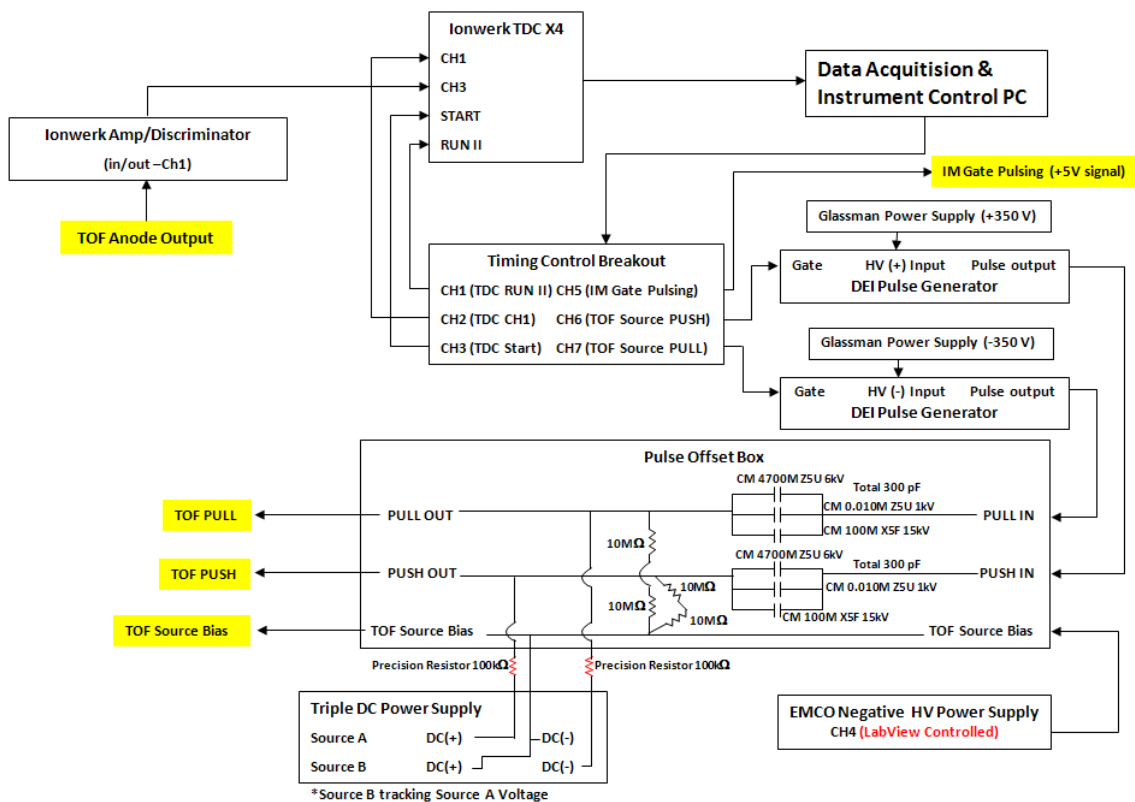 Ionwerk TDC X4
CH1
CH3
START
RUN II
Data Acquitision &
Instrument Control PC
Ionwerk Amp/Discriminator
(in/out –Ch1)
TOF Anode Output
IM Gate Pulsing (+5V signal)
Glassman Power Supply (+350 V)
Gate HV (+) Input Pulse output
DEI Pulse Generator
Timing Control Breakout
CH1 (TDC RUN II) CH5 (IM Gate Pulsing)
CH2 (TDC CH1) CH6 (TOF Source PUSH)
CH3 (TDC Start) CH7 (TOF Source PULL)
Glassman Power Supply (-350 V)
Gate HV (-) Input Pulse output
DEI Pulse Generator
Pulse Offset Box
CM 4700M Z5U 6kV
Total 300 pF
CM 0.010M Z5U 1kV
CM 100M X5F 15kV
TOF PULL
PULL OUT
PULL IN
10MΩ
CM 4700M Z5U 6kV
Total 300 pF
CM 0.010M Z5U 1kV
CM 100M X5F 15kV
TOF PUSH
PUSH OUT
PUSH IN
10MΩ
10MΩ
10MΩ
TOF Source Bias
TOF Source Bias
TOF Source Bias
Precision Resistor 100kΩ
Precision Resistor 100kΩ
Triple DC Power Supply
Source A DC(+) DC(-)
Source B DC(+) DC(-)
*Source B tracking Source A Voltage
EMCO Negative HV Power Supply
CH4 (LabView Controlled)